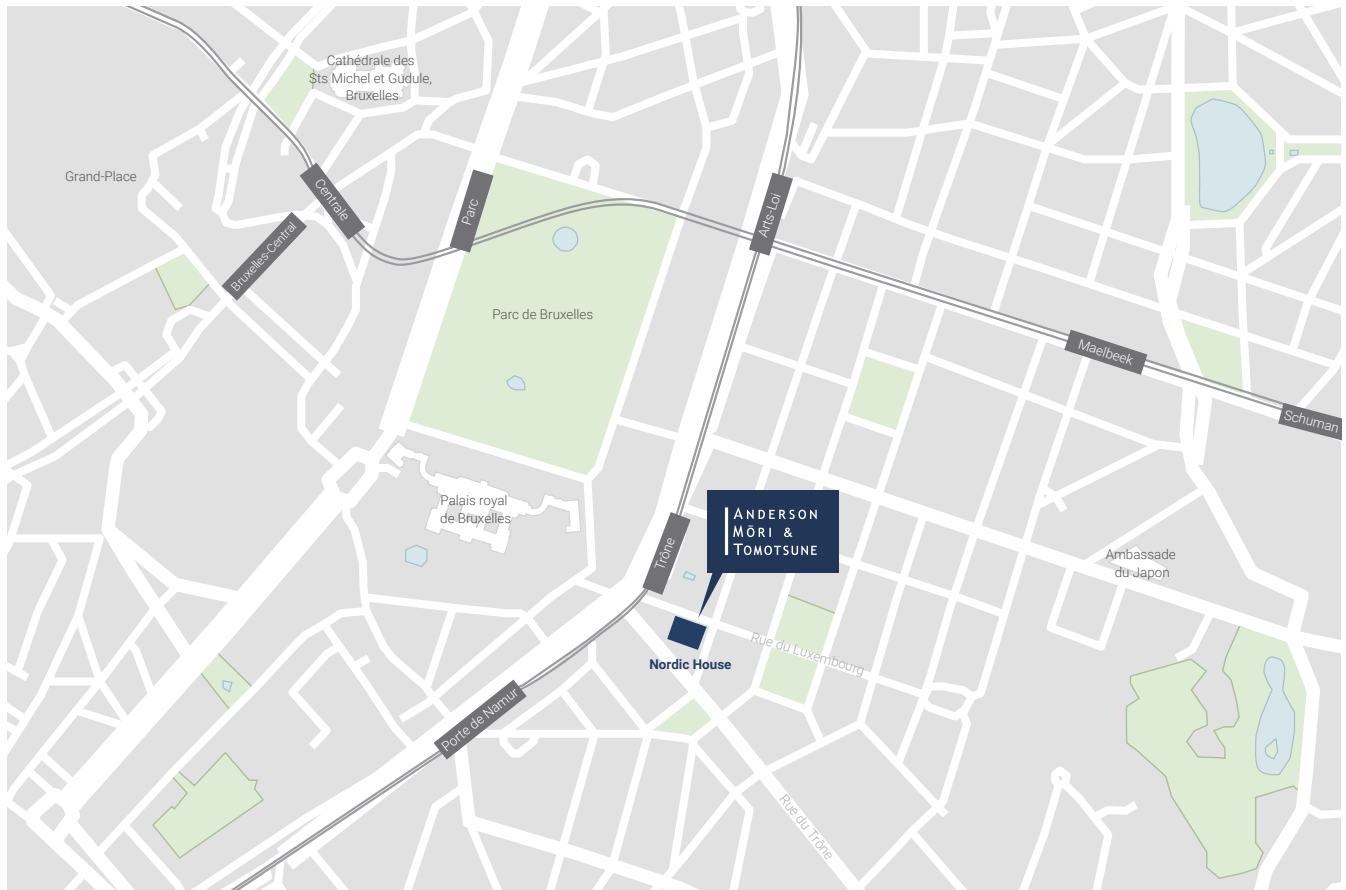 Cathédrale des
Sts Michel et Gudule,
Bruxelles
Grand-Place
Centrale
Parc
Arts-Loi
Bruxelles-Central
Parc de Bruxelles
Maelbeek
Schuman
Palais royal
de Bruxelles
ANDERSON
MŌRI &
TOMOTSUNE
Trône
Ambassade
du Japon
Rue du Luxembourg
Nordic House
Porte de Namur
Rue du Trône